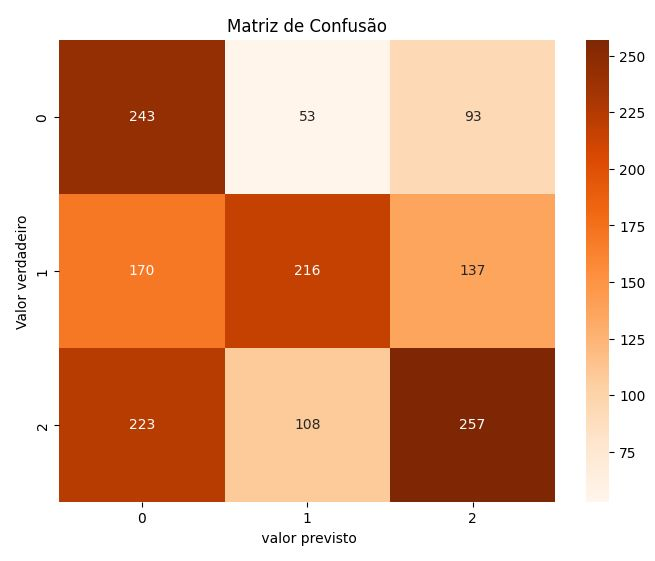 Matriz de Confusão
0 243 53 93
1 170 216 137
2 223 108 257
0 1 2
Valor verdadeiro
valor previsto
250
225
200
175
150
125
100
75